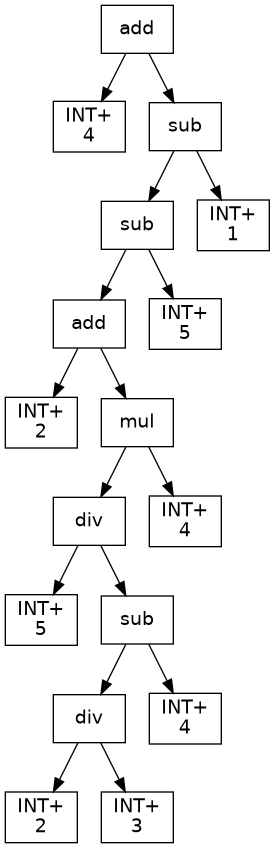 add
INT+
4
sub
sub
INT+
1
add
INT+
5
INT+
2
mul
div
INT+
4
INT+
5
sub
div
INT+
4
INT+
2
INT+
3